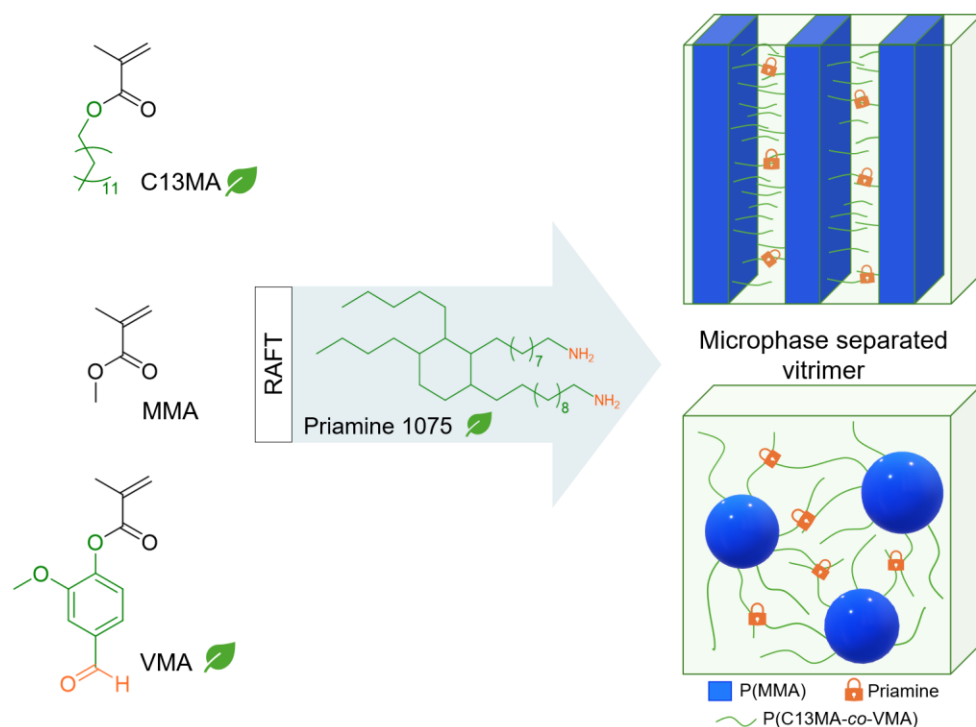 O
O
11
C13MA
O
O
MMA
O
O
O
O
H
VMA
RAFT
7
NH2
8
NH2
Priamine 1075
Microphase separated
vitrimer
P(MMA)
Priamine
P(C13MA-co-VMA)